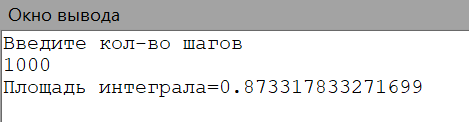 Окно вывода
Введите кол-во шагов
1000
Площадь интеграла=0.873317833271699